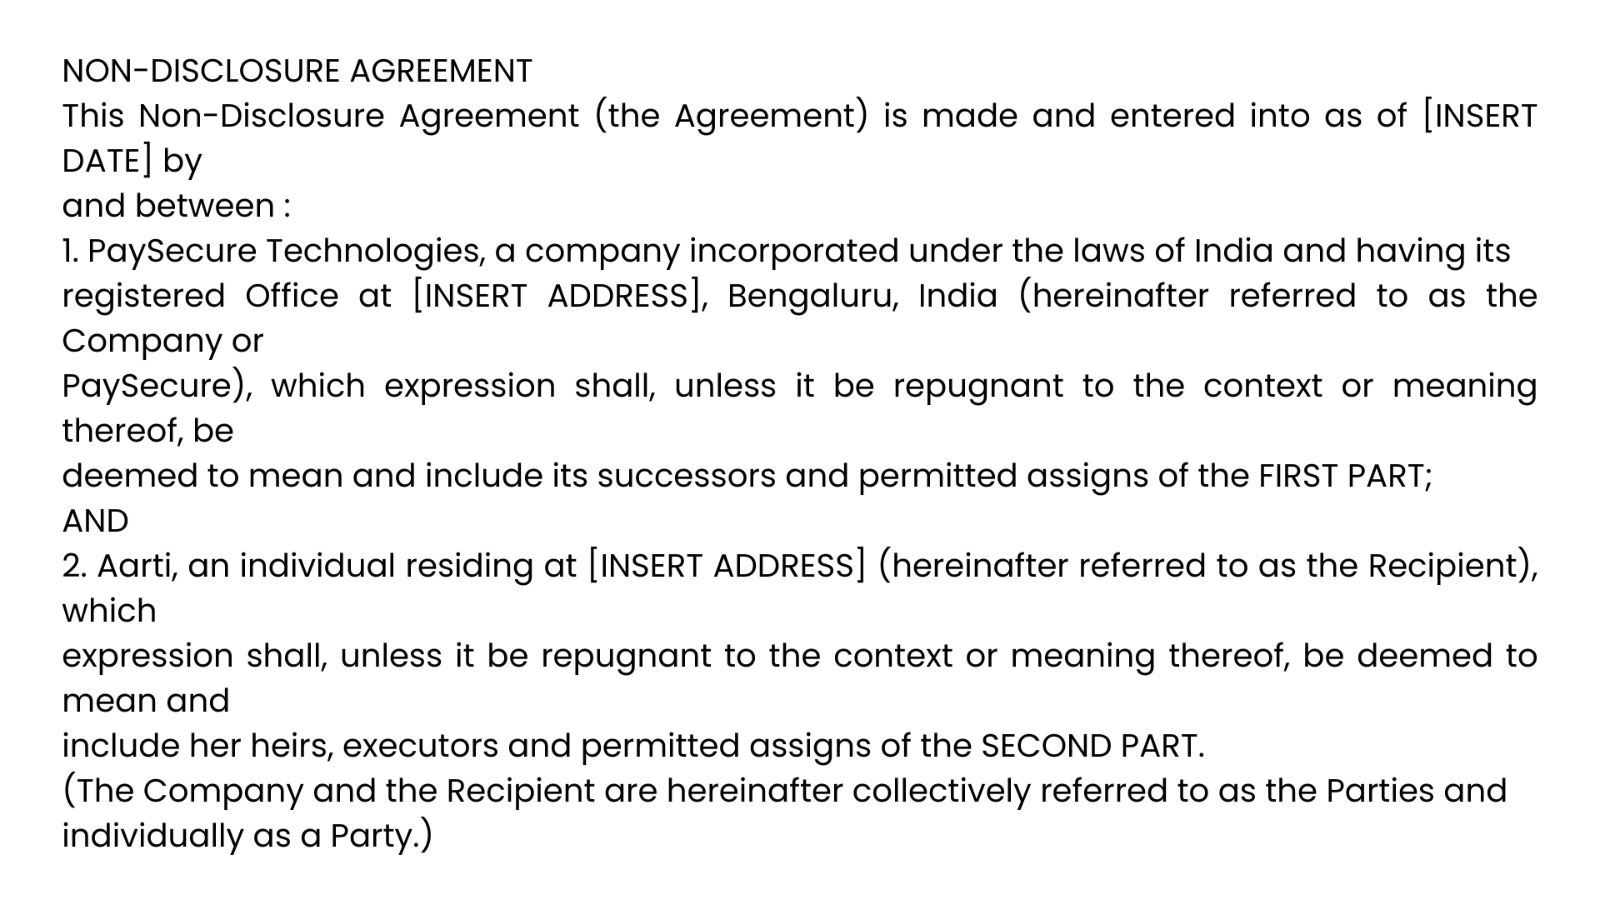 NON-DISCLOSURE AGREEMENT
This Non-Disclosure Agreement (the Agreement) is made and entered into as of [INSERT
DATE] by
and between :
1. PaySecure Technologies, a company incorporated under the laws of India and having its
registered Office at [INSERT ADDRESS], Bengaluru, India (hereinafter referred to as the
Company or
PaySecure), which expression shall, unless it be repugnant to the context or meaning
thereof, be
deemed to mean and include its successors and permitted assigns of the FIRST PART;
AND
2. Aarti, an individual residing at [INSERT ADDRESS] (hereinafter referred to as the Recipient),
which
expression shall, unless it be repugnant to the context or meaning thereof, be deemed to
mean and
include her heirs, executors and permitted assigns of the SECOND PART.
(The Company and the Recipient are hereinafter collectively referred to as the Parties and
individually as a Party.)